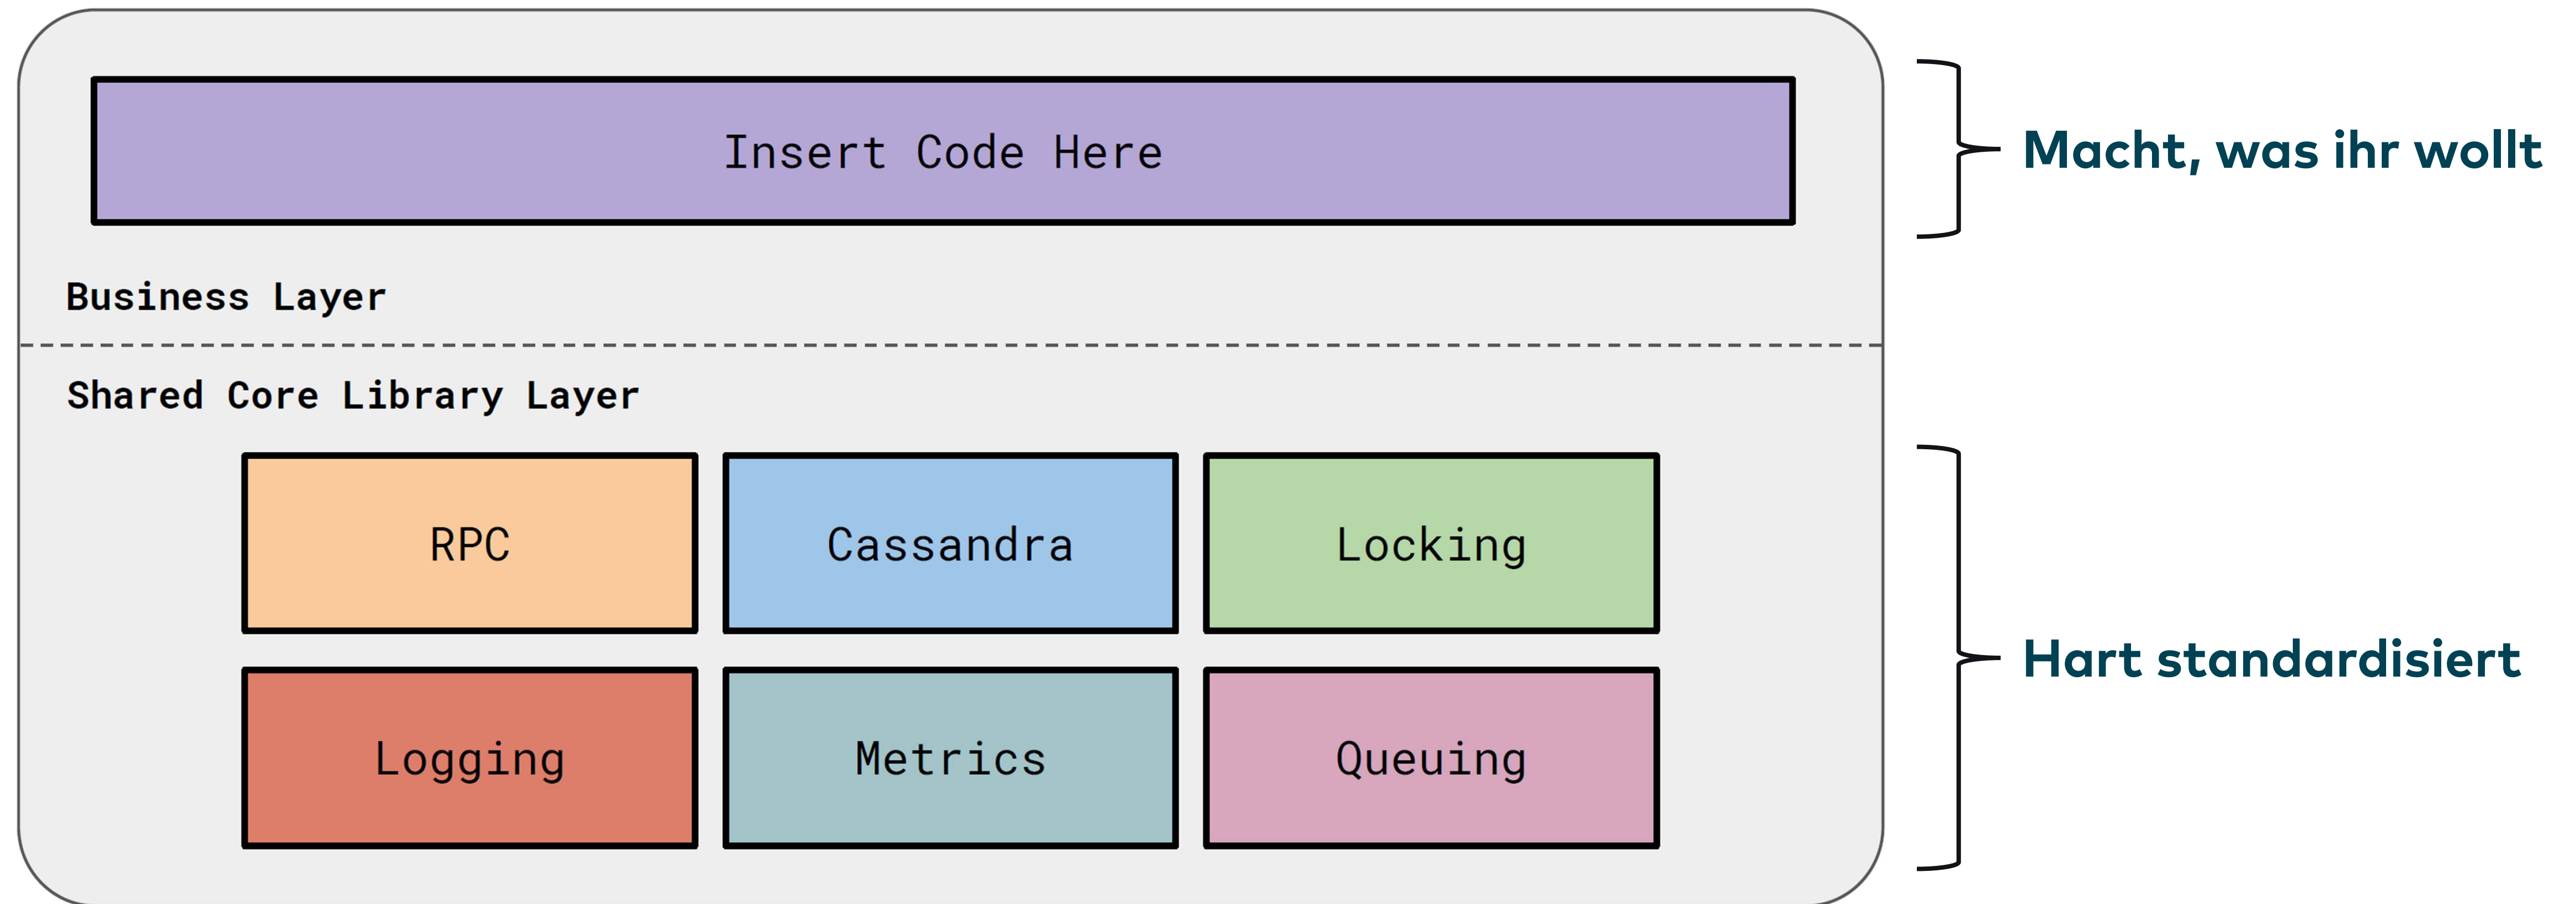 Insert Code Here
Macht, was ihr wollt
Business Layer
Shared Core Library Layer
RPC
Cassandra
Locking
Hart standardisiert
Logging
Metrics
Queuing